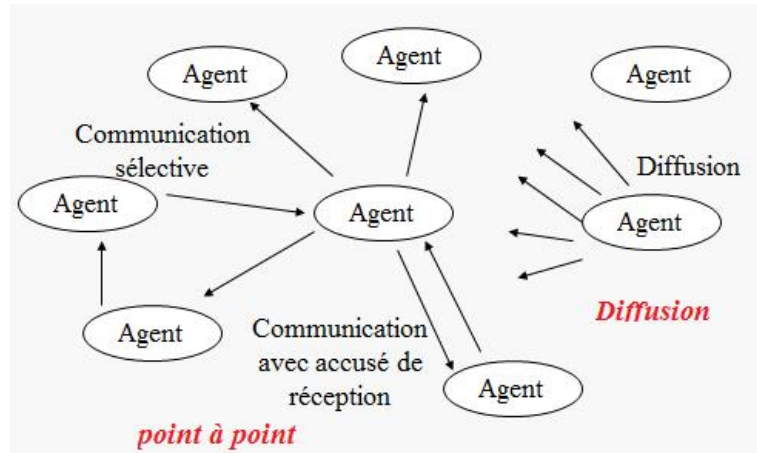 Agent
Agent
Agent
Communication
sélective
Diffusion
Agent
Agent
Agent
Diffusion
Agent
Communication
avec accusé de
réception
Agent
point à point